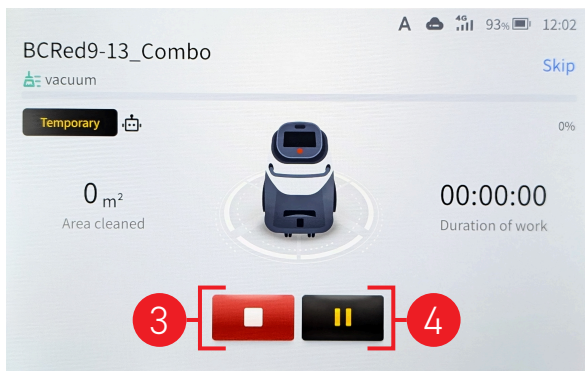 A 4G 93% 12:02
BCRed9-13_Combo
Skip
vacuum
Temporary
0%
0 m²
Area cleaned
00:00:00
Duration of work
3
4